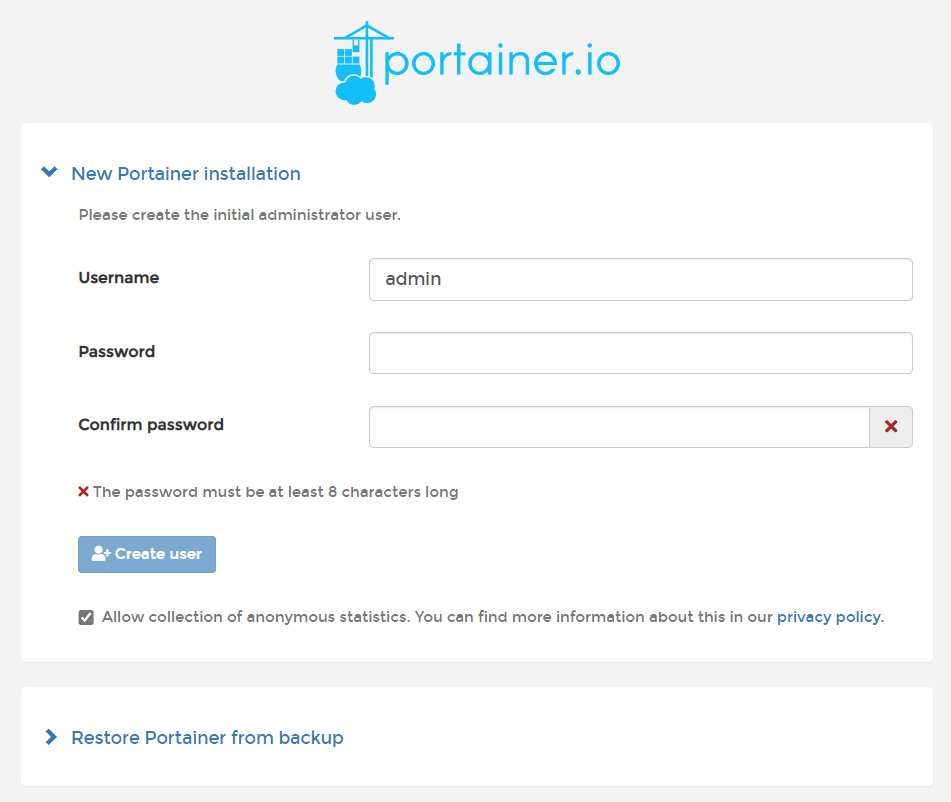 portainer.io
New Portainer installation
Please create the initial administrator user.
Username
admin
Password
Confirm password
The password must be at least 8 characters long
Create user
Allow collection of anonymous statistics. You can find more information about this in our privacy policy.
Restore Portainer from backup